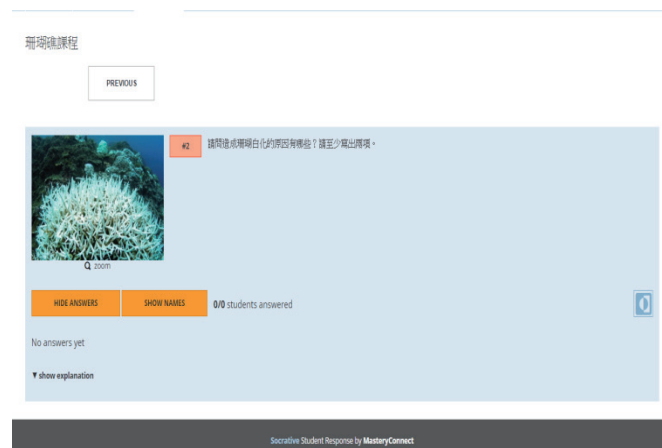 珊瑚礁課程
PREVIOUS
#2 請問造成珊瑚白化的原因有哪些？請至少寫出兩項。
zoom
HIDE ANSWERS SHOW NAMES 0/0 students answered
No answers yet
▼ show explanation
Socrative Student Response by MasteryConnect